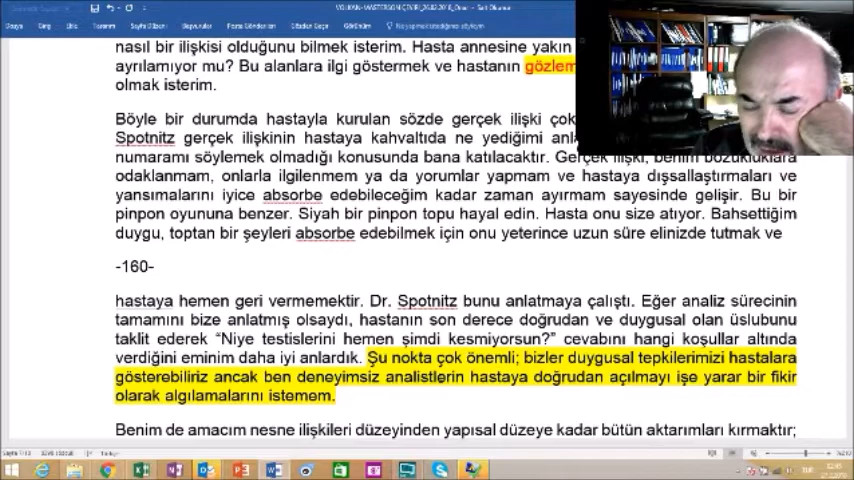 nasıl bir ilişkisi olduğunu bilmek isterim. Hasta annesine yakın
ayrılamıyor mu? Bu alanlara ilgi göstermek ve hastanın gözlem
olmak isterim.
Böyle bir durumda hastayla kurulan sözde gerçek ilişki çok
Spotnitz gerçek ilişkinin hastaya kahvaltıda ne yediğimi
numaramı söylemek olmadığı konusunda bana katılacaktır. Gerçek ilişki, benim bozukluklara
odaklanmam, onlarla ilgilenmem ya da yorumlar yapmam ve hastaya dışsallaştırmaları ve
yansımalarını iyice absorbe edebileceğim kadar zaman ayırmam sayesinde gelişir. Bu bir
pinpon oyununa benzer. Siyah bir pinpon topu hayal edin. Hasta onu size atıyor. Bahsettiğim
duygu, toptan bir şeyleri absorbe edebilmek için onu yeterince uzun süre elinizde tutmak ve
-160-
hastaya hemen geri vermemektir. Dr. Spotnitz bunu anlatmaya çalıştı. Eğer analiz sürecinin
tamamını bize anlatmış olsaydı, hastanın son derece doğrudan ve duygusal olan üslubunu
taklit ederek “Niye testislerini hemen şimdi kesmiyorsun?” cevabını hangi koşullar altında
verdiğini eminim daha iyi anlardık. Şu nokta çok önemli; bizler duygusal tepkilerimizi hastalara
gösterebiliriz ancak ben deneyimsiz analistlerin hastaya doğrudan açılmayı işe yarar bir fikir
olarak algılamalarını istemem.
Benim de amacım nesne ilişkileri düzeyinden yapısal düzeye kadar bütün aktarımları kırmaktır;